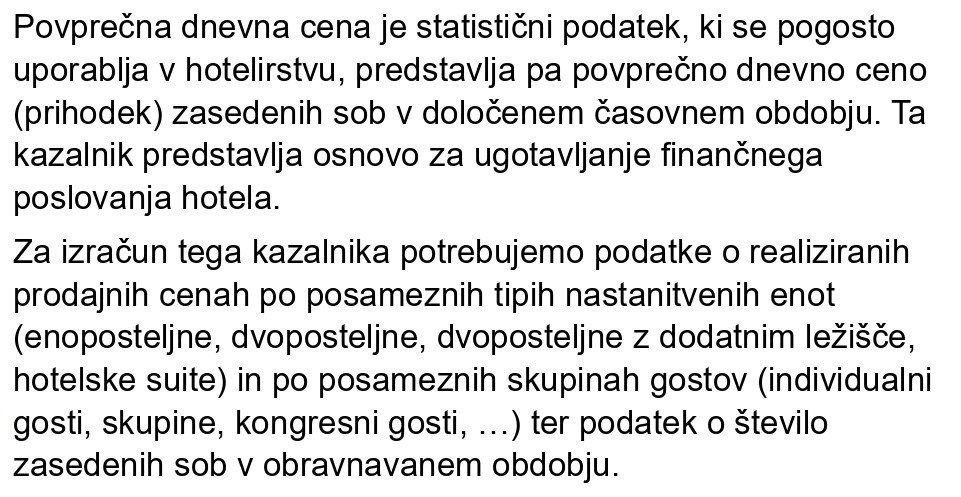 Povprečna dnevna cena je statistični podatek, ki se pogosto
uporablja v hotelirstvu, predstavlja pa povprečno dnevno ceno
(prihodek) zasedenih sob v določenem časovnem obdobju. Ta
kazalnik predstavlja osnovo za ugotavljanje finančnega
poslovanja hotela.
Za izračun tega kazalnika potrebujemo podatke o realiziranih
prodajnih cenah po posameznih tipih nastanitvenih enot
(enoposteljne, dvoposteljne, dvoposteljne z dodatnim ležišče,
hotelske suite) in po posameznih skupinah gostov (individualni
gosti, skupine, kongresni gosti, …) ter podatek o število
zasedenih sob v obravnavanem obdobju.